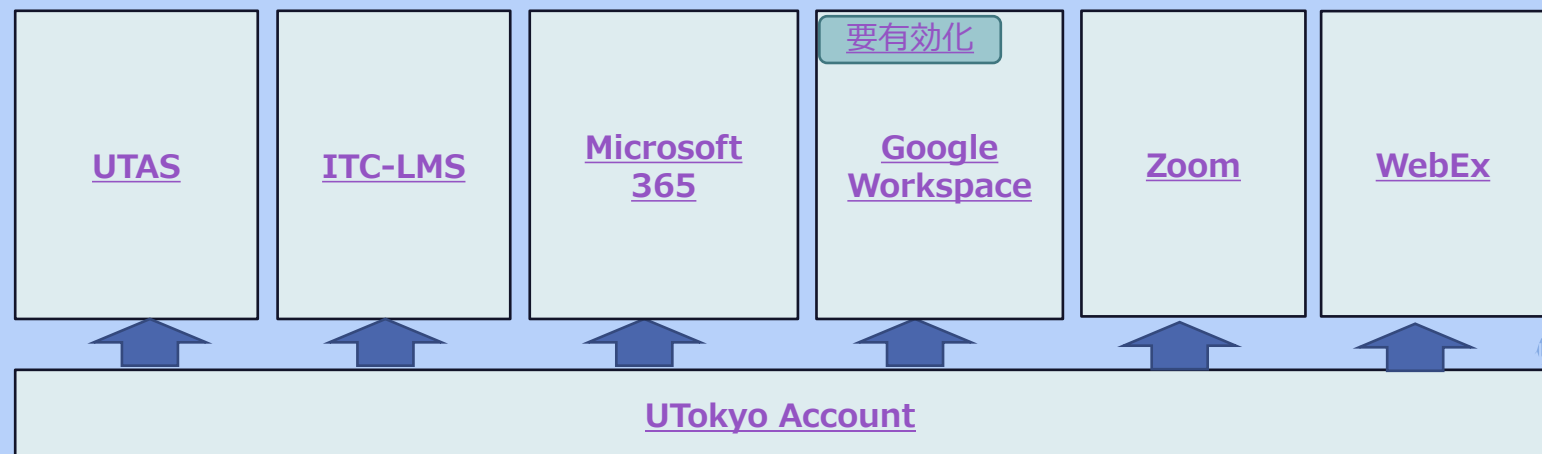 要有効化
UTAS
ITC-LMS
Microsoft
365
Google
Workspace
Zoom
WebEx
UTokyo Account